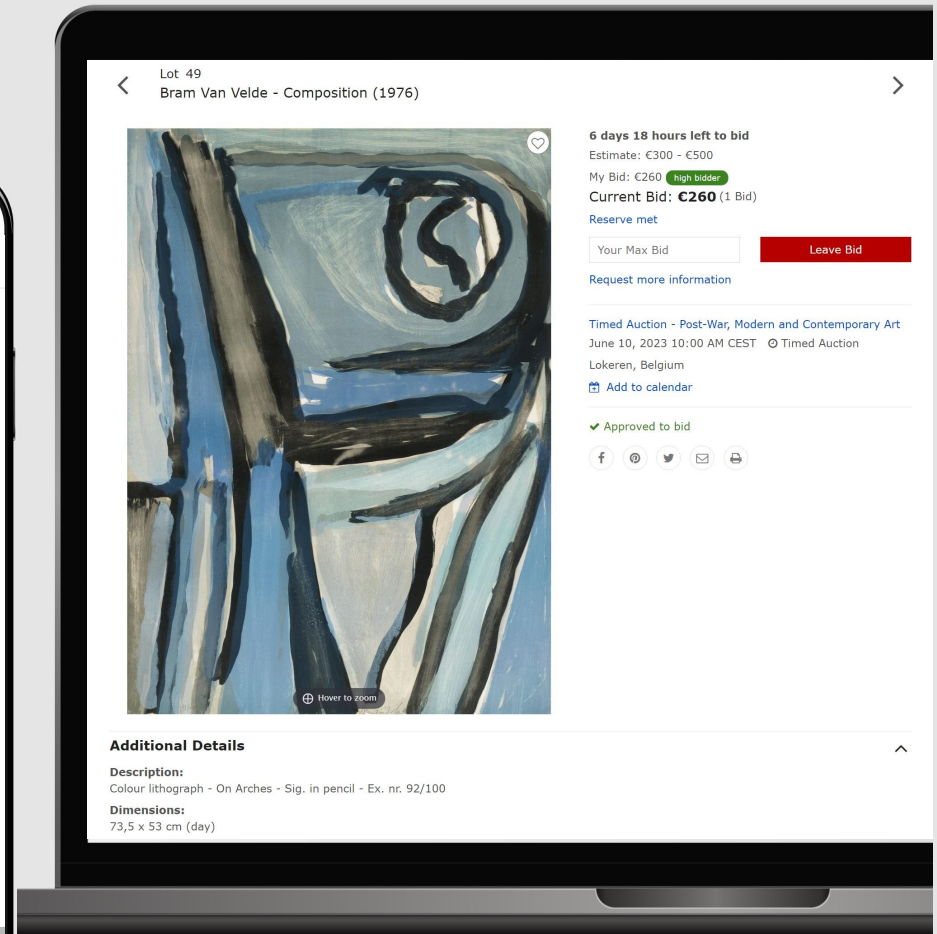 Lot 49
Bram Van Velde - Composition (1976)
6 days 18 hours left to bid
Estimate: €300 - €500
My Bid: €260 high bidder
Current Bid: €260 (1 Bid)
Reserve met
Your Max Bid Leave Bid
Request more information
Timed Auction - Post-War, Modern and Contemporary Art
June 10, 2023 10:00 AM CEST Timed Auction
Lokeren, Belgium
Add to calendar
Approved to bid
Hover to zoom
Additional Details
Description:
Colour lithograph - On Arches - Sig. in pencil - Ex. nr. 92/100
Dimensions:
73,5 x 53 cm (day)